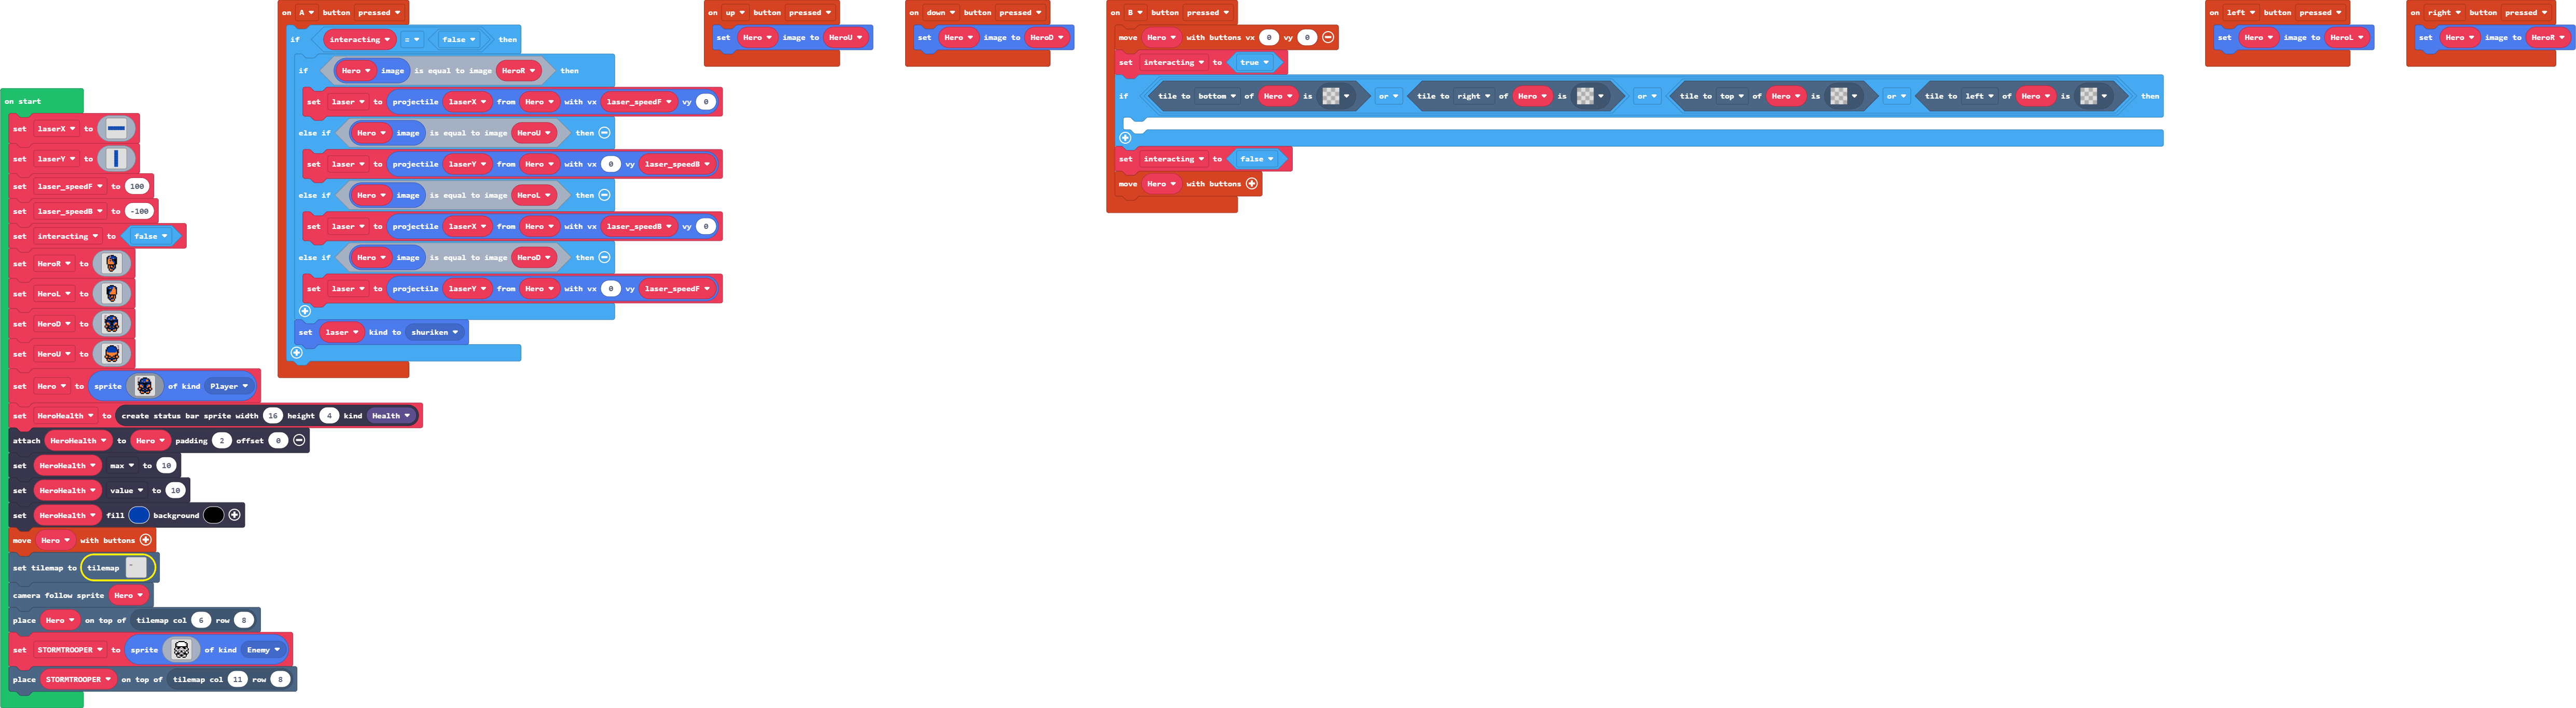 on start
set laserX to
set laserY to
set laser_speedF to 100
set laser_speedB to -100
set interacting to false
set HeroR to
set HeroL to
set HeroD to
set HeroU to
set Hero to sprite of kind Player
set HeroHealth to create status bar sprite width 16 height 4 kind Health
attach HeroHealth to Hero padding 2 offset 0
set HeroHealth max to 10
set HeroHealth value to 10
set HeroHealth fill background
move Hero with buttons
set tilemap to tilemap
camera follow sprite Hero
place Hero on top of tilemap col 6 row 8
set STORMTROOPER to sprite of kind Enemy
place STORMTROOPER on top of tilemap col 11 row 8
on A button pressed
if interacting = false then
if Hero image is equal to image HeroR then
set laser to projectile laserX from Hero with vx laser_speedF vy 0
else if Hero image is equal to image HeroU then
set laser to projectile laserY from Hero with vx 0 vy laser_speedB
else if Hero image is equal to image HeroL then
set laser to projectile laserX from Hero with vx laser_speedB vy 0
else if Hero image is equal to image HeroD then
set laser to projectile laserY from Hero with vx 0 vy laser_speedF
set laser kind to shuriken
on up button pressed
set Hero image to HeroU
on down button pressed
set Hero image to HeroD
on B button pressed
move Hero with buttons vx 0 vy 0
set interacting to true
if tile to bottom of Hero is or tile to right of Hero is or tile to top of Hero is or tile to left of Hero is then
set interacting to false
move Hero with buttons
on left button pressed
set Hero image to HeroL
on right button pressed
set Hero image to HeroR